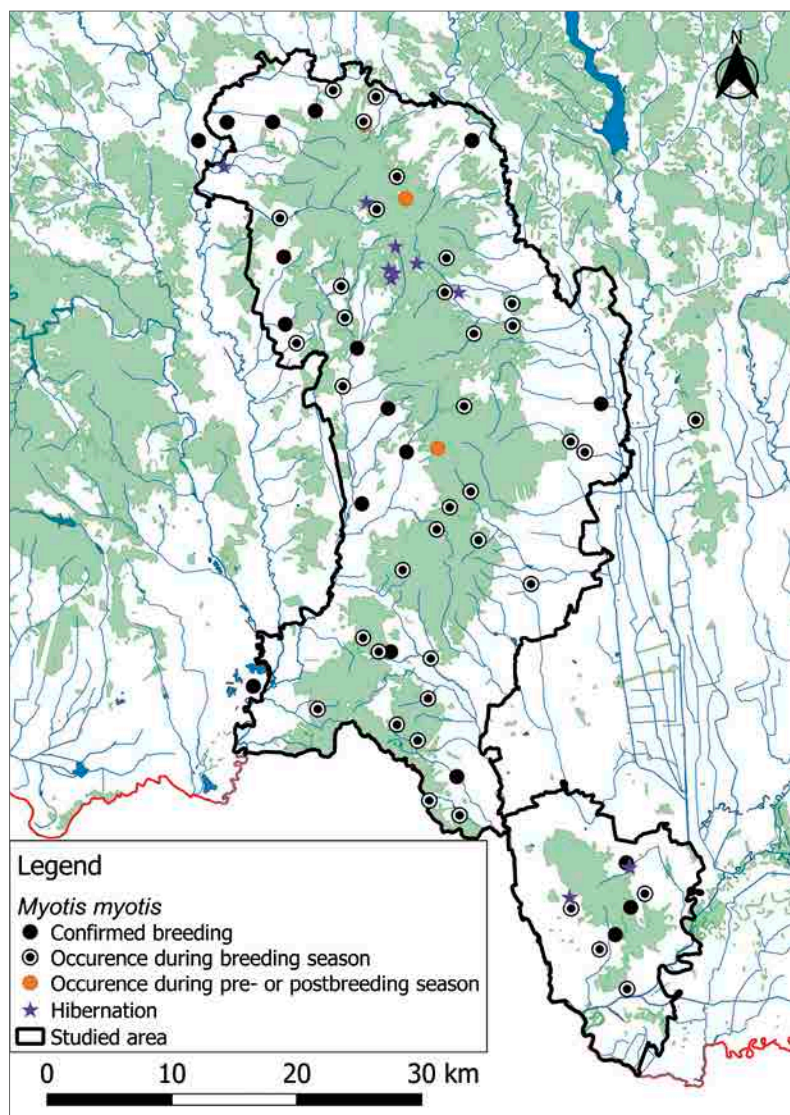 N
Legend
Myotis myotis
Confirmed breeding
Occurence during breeding season
Occurence during pre- or postbreeding season
Hibernation
Studied area
0 10 20 30 km